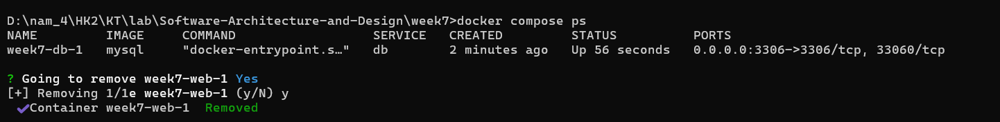 D:\nam_4\HK2\KT\lab\Software-Architecture-and-Design\week7>docker compose ps
NAME IMAGE COMMAND SERVICE CREATED STATUS PORTS
week7-db-1 mysql "docker-entrypoint.s…" db 2 minutes ago Up 56 seconds 0.0.0.0:3306->3306/tcp, 33060/tcp
? Going to remove week7-web-1 Yes
[+] Removing 1/1e week7-web-1 (y/N) y
✔Container week7-web-1 Removed